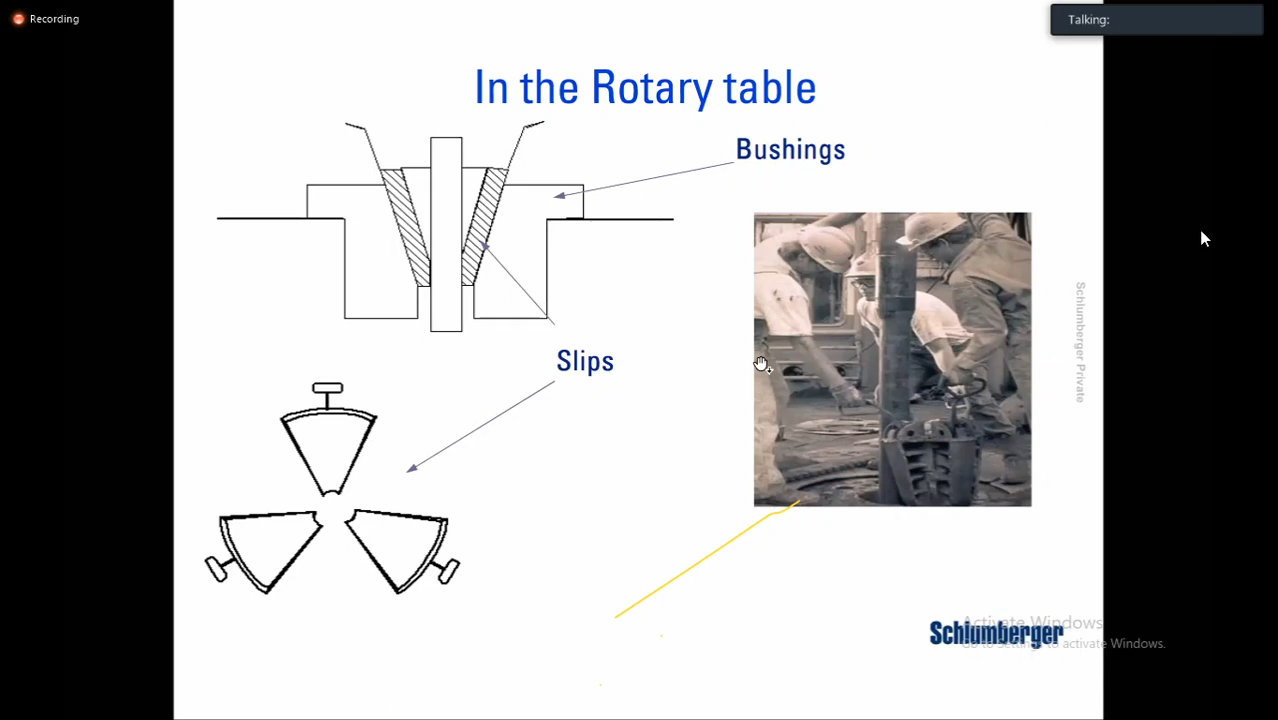 Recording
Talking:
In the Rotary table
Bushings
Slips
Schlumberger Private
Schlumberger
Activate Windows
Go to Settings to activate Windows.